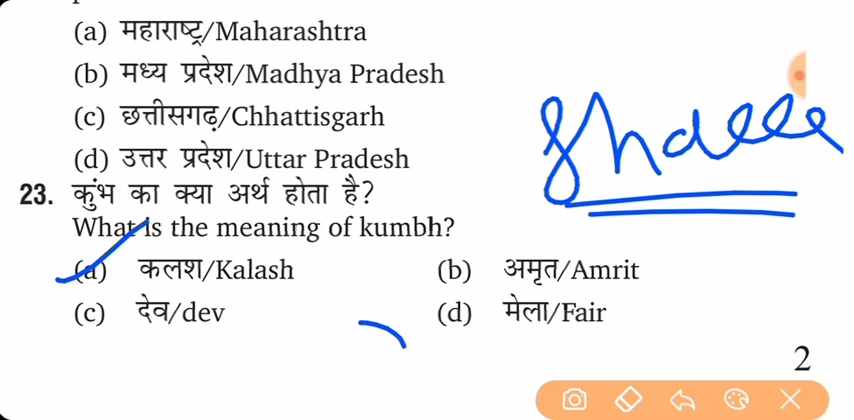 (a) महाराष्ट्र/Maharashtra
(b) मध्य प्रदेश/Madhya Pradesh
(c) छत्तीसगढ़/Chhattisgarh
(d) उत्तर प्रदेश/Uttar Pradesh
23. कुंभ का क्या अर्थ होता है?
What is the meaning of kumbh?
(a) कलश/Kalash (b) अमृत/Amrit
(c) देव/dev (d) मेला/Fair
2